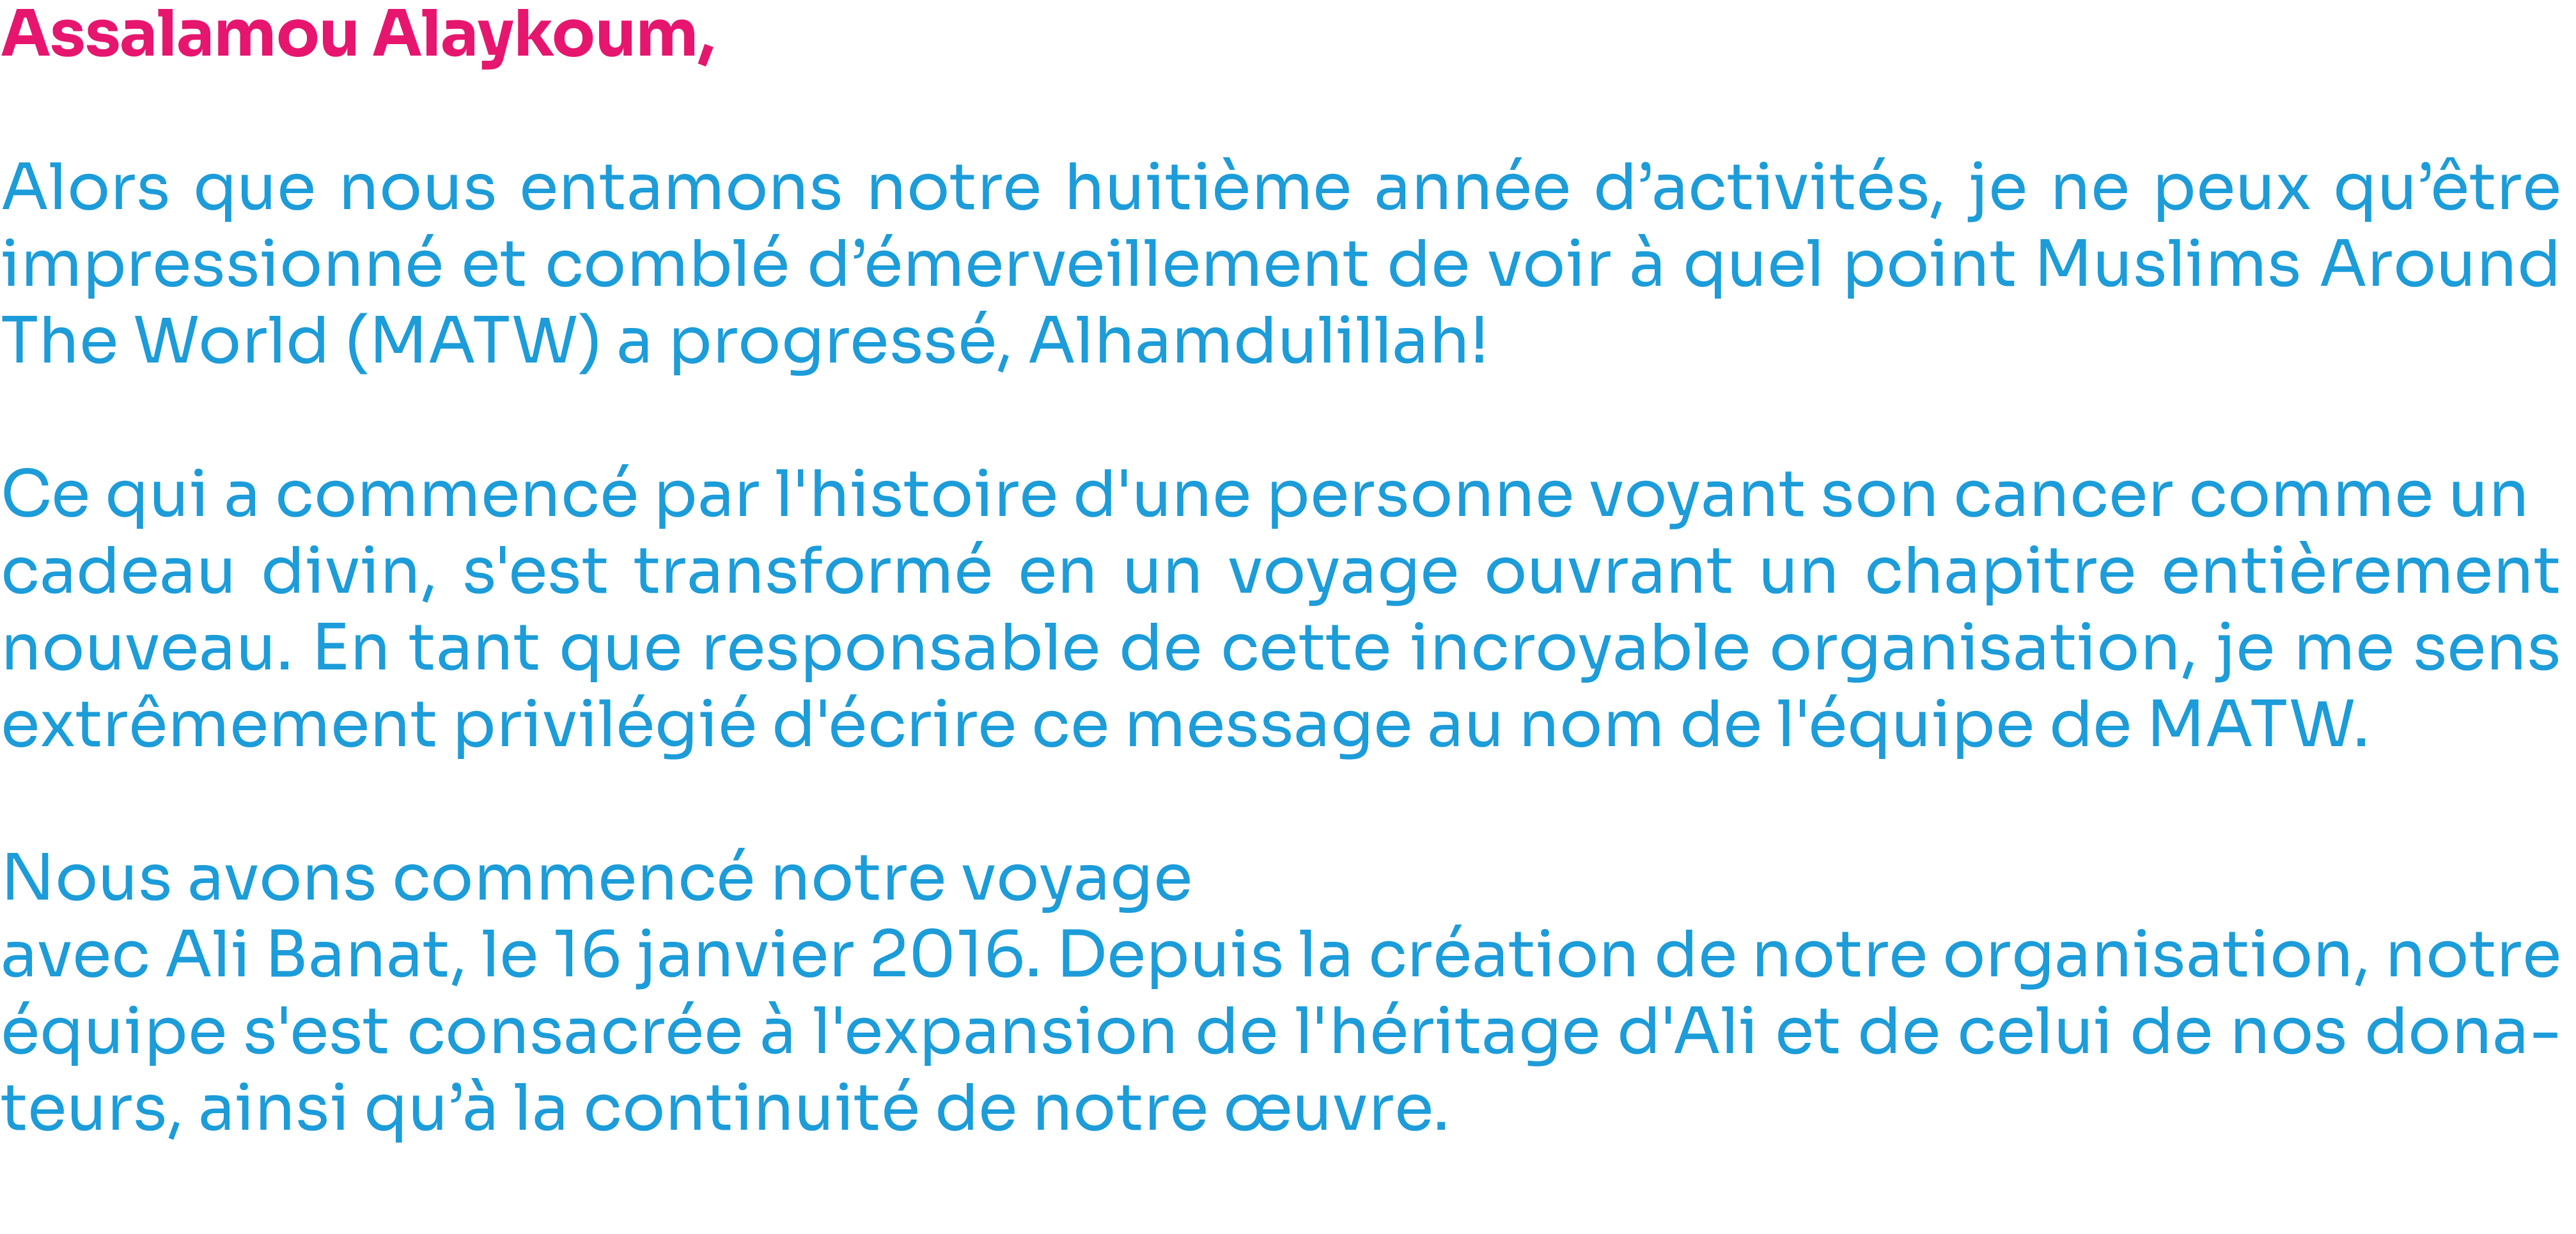 Assalamou Alaykoum,
Alors que nous entamons notre huitième année d’activités, je ne peux qu’être
impressionné et comblé d’émerveillement de voir à quel point Muslims Around
The World (MATW) a progressé, Alhamdulillah!
Ce qui a commencé par l'histoire d'une personne voyant son cancer comme un
cadeau divin, s'est transformé en un voyage ouvrant un chapitre entièrement
nouveau. En tant que responsable de cette incroyable organisation, je me sens
extrêmement privilégié d'écrire ce message au nom de l'équipe de MATW.
Nous avons commencé notre voyage
avec Ali Banat, le 16 janvier 2016. Depuis la création de notre organisation, notre
équipe s'est consacrée à l'expansion de l'héritage d'Ali et de celui de nos dona-
teurs, ainsi qu’à la continuité de notre œuvre.